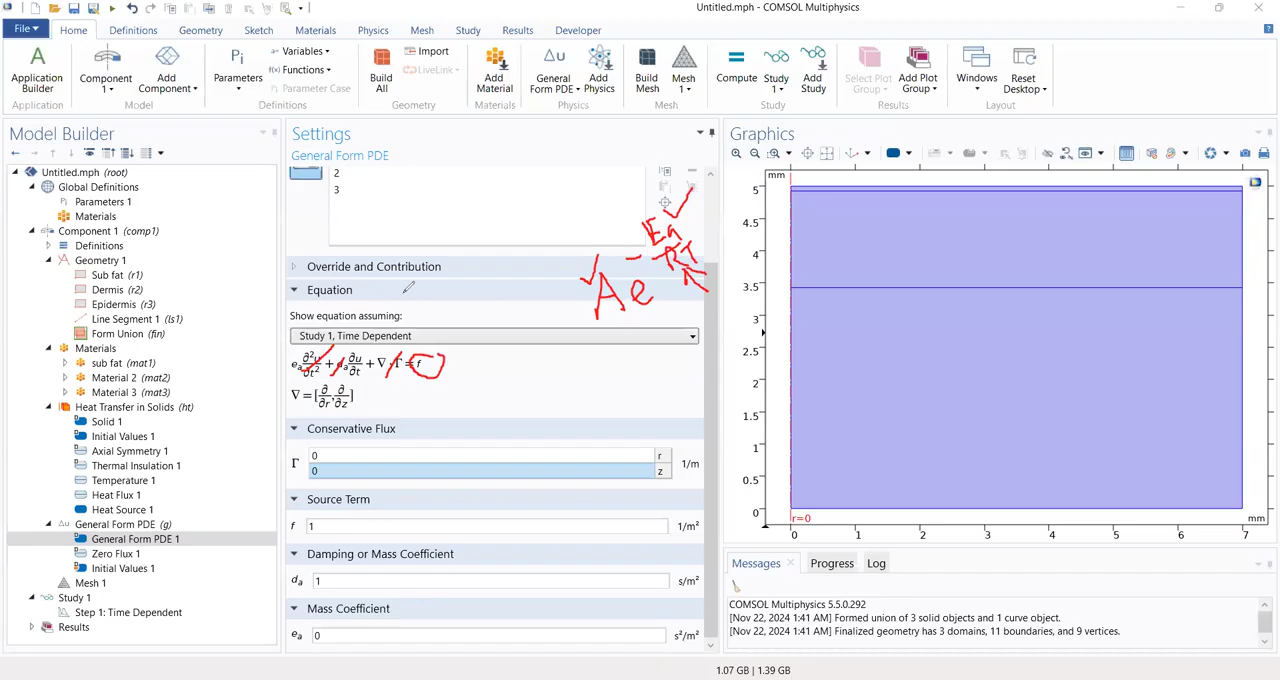 Untitled.mph - COMSOL Multiphysics
File Home Definitions Geometry Sketch Materials Physics Mesh Study Results Developer
Application Builder
Component 1
Add Component
Parameters
Variables
Functions
Parameter Case
Build All
Import
LiveLink
Add Material
General Form PDE
Add Physics
Build Mesh
Mesh 1
Compute
Study 1
Add Study
Select Plot Group
Add Plot Group
Windows
Reset Desktop
Application Model Definitions Geometry Materials Physics Mesh Study Results Layout
Model Builder
Untitled.mph (root)
Global Definitions
Parameters 1
Materials
Component 1 (comp1)
Definitions
Geometry 1
Sub fat (r1)
Dermis (r2)
Epidermis (r3)
Line Segment 1 (ls1)
Form Union (fin)
Materials
sub fat (mat1)
Material 2 (mat2)
Material 3 (mat3)
Heat Transfer in Solids (ht)
Solid 1
Initial Values 1
Axial Symmetry 1
Thermal Insulation 1
Temperature 1
Heat Flux 1
Heat Source 1
General Form PDE (g)
General Form PDE 1
Zero Flux 1
Initial Values 1
Mesh 1
Study 1
Step 1: Time Dependent
Results
Settings
General Form PDE
2
3
Override and Contribution
Equation
Show equation assuming:
Study 1, Time Dependent
eₐ ∂²u/∂t² + dₐ ∂u/∂t + ∇·Γ = f
∇ = [∂/∂r, ∂/∂z]
A e
Conservative Flux
Γ 0 r 1/m
0 z
Source Term
f 1 1/m²
Damping or Mass Coefficient
dₐ 1 s/m²
Mass Coefficient
eₐ 0 s²/m²
Graphics
mm
5
4.5
4
3.5
3
2.5
2
1.5
1
0.5
0
r=0 mm
0 1 2 3 4 5 6 7
Messages Progress Log
COMSOL Multiphysics 5.5.0.292
[Nov 22, 2024 1:41 AM] Formed union of 3 solid objects and 1 curve object.
[Nov 22, 2024 1:41 AM] Finalized geometry has 3 domains, 11 boundaries, and 9 vertices.
1.07 GB | 1.39 GB